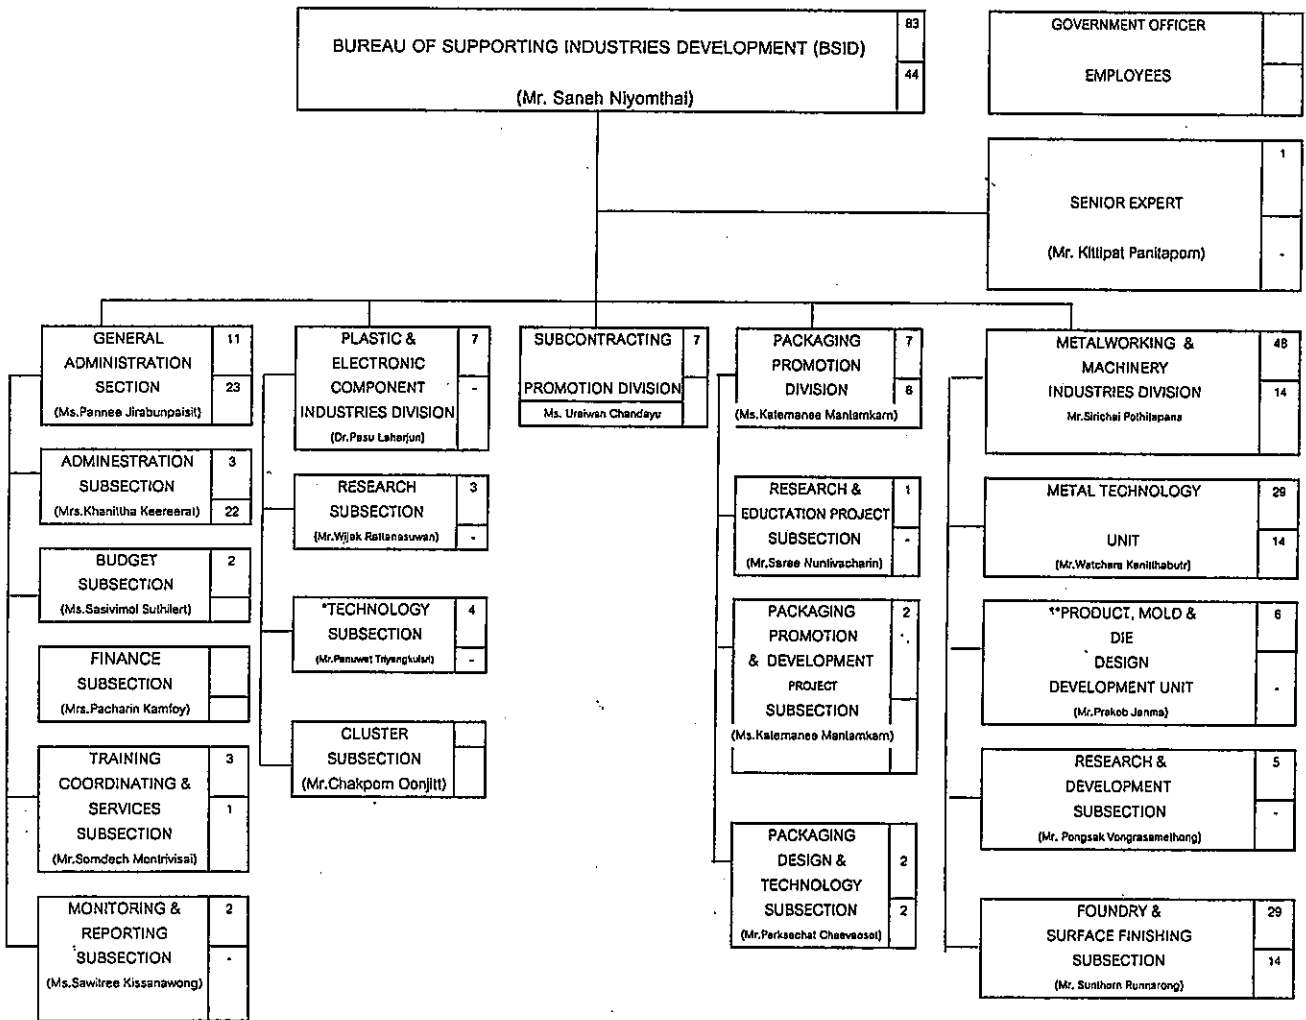 BUREAU OF SUPPORTING INDUSTRIES DEVELOPMENT (BSID)
(Mr. Saneh Niyomthai)
83
44
GOVERNMENT OFFICER
EMPLOYEES
SENIOR EXPERT
(Mr. Kittipat Panitaporn)
1
-
GENERAL
ADMINISTRATION
SECTION
(Ms.Pannee Jirabunpaisit)
11
23
ADMINESTRATION
SUBSECTION
(Mrs.Khanittha Keereerat)
3
22
BUDGET
SUBSECTION
(Ms.Sasivimol Suthilert)
2
FINANCE
SUBSECTION
(Mrs.Pacharin Kamfoy)
TRAINING
COORDINATING &
SERVICES
SUBSECTION
(Mr.Somdech Montrivisai)
3
1
MONITORING &
REPORTING
SUBSECTION
(Ms.Sawitree Kissanawong)
2
-
PLASTIC &
ELECTRONIC
COMPONENT
INDUSTRIES DIVISION
(Dr.Pasu Loharjun)
7
-
RESEARCH
SUBSECTION
(Mr.Wijak Rattanasuwan)
3
-
*TECHNOLOGY
SUBSECTION
(Mr.Panuwat Triyangkulsri)
4
-
CLUSTER
SUBSECTION
(Mr.Chakporn Oonjitt)
SUBCONTRACTING
PROMOTION DIVISION
Ms. Uraiwan Chandayu
7
PACKAGING
PROMOTION
DIVISION
(Ms.Katemanee Mantamkarn)
7
6
RESEARCH &
EDUCTATION PROJECT
SUBSECTION
(Mr.Saree Nuntivacharin)
1
-
PACKAGING
PROMOTION
& DEVELOPMENT
PROJECT
SUBSECTION
(Ms.Katemanee Mantamkarn)
2
PACKAGING
DESIGN &
TECHNOLOGY
SUBSECTION
(Mr.Parksachat Cheevaosot)
2
2
METALWORKING &
MACHINERY
INDUSTRIES DIVISION
Mr.Sirichai Pothitapana
48
14
METAL TECHNOLOGY
UNIT
(Mr.Watchara Kanitthabutr)
29
14
**PRODUCT, MOLD &
DIE
DESIGN
DEVELOPMENT UNIT
(Mr.Prakob Janma)
6
-
RESEARCH &
DEVELOPMENT
SUBSECTION
(Mr. Pongsak Vongrasamethong)
5
-
FOUNDRY &
SURFACE FINISHING
SUBSECTION
(Mr. Sunthorn Runnarong)
29
14